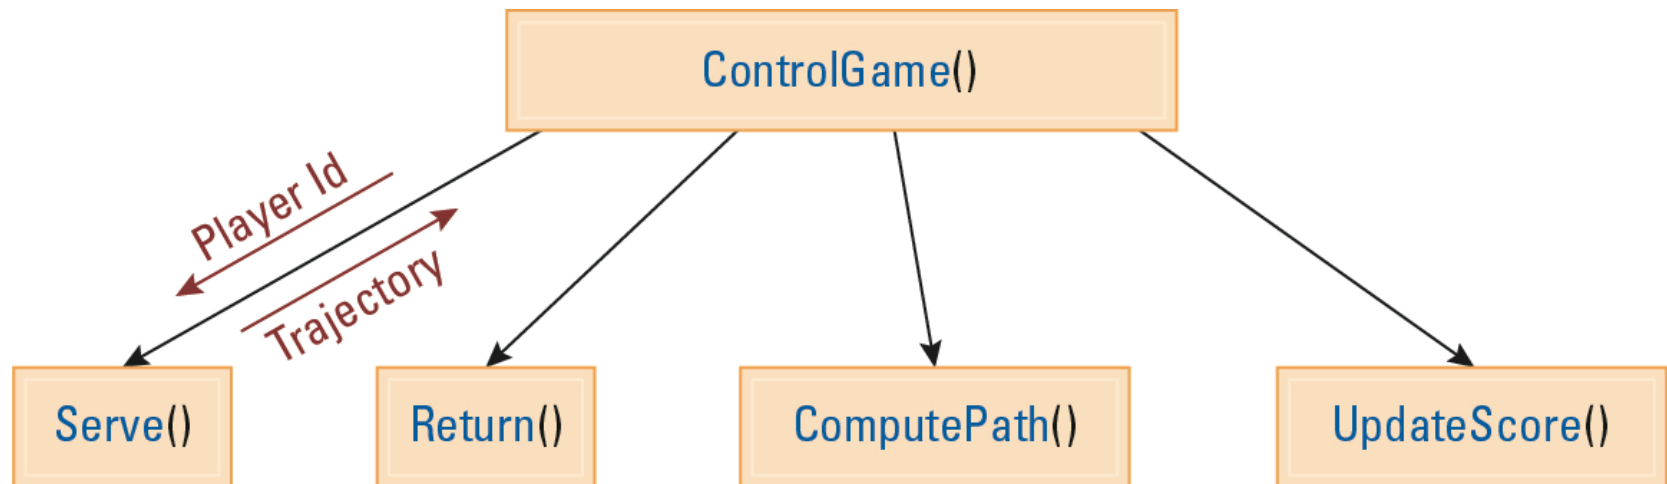 ControlGame()
Player Id
Trajectory
Serve()
Return()
ComputePath()
UpdateScore()